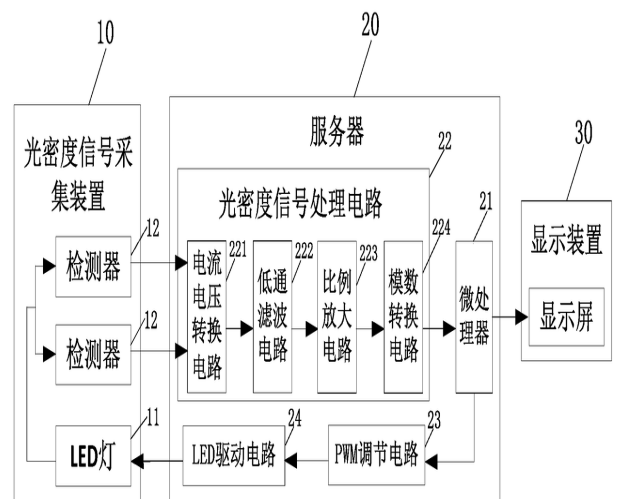 10
20
30
光密度信号采
集装置
服务器
22
光密度信号处理电路
21
显示装置
12
检测器
221
电流
电压
转换
电路
222
低通
滤波
电路
223
比例
放大
电路
224
模数
转换
电路
微处
理器
显示屏
12
检测器
11
LED灯
24
LED驱动电路
23
PWM调节电路